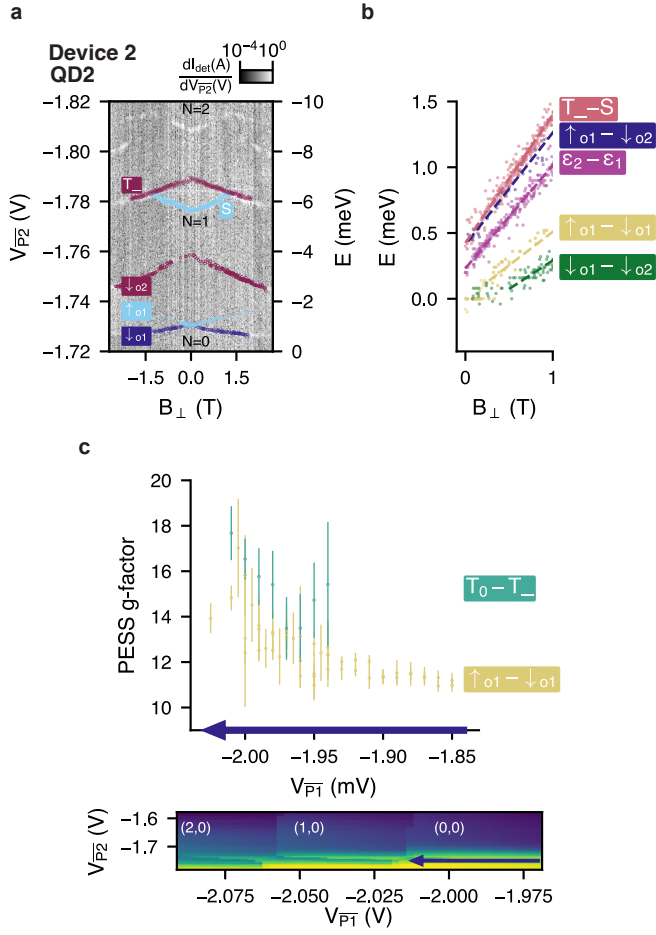 a
Device 2
QD2
dI_det(A)
dV_P2(V)
10⁻⁴ 10⁰
−1.82
−1.80
−1.78
−1.76
−1.74
−1.72
V_P2 (V)
N=2
T_
S
N=1
↓o2
↑o1
↓o1
N=0
−10
−8
−6
−4
−2
0
E (meV)
−1.5 0.0 1.5
B⊥ (T)
b
1.5
1.0
0.5
0.0
E (meV)
0 1
B⊥ (T)
T_−S
↑o1 − ↓o2
ε₂ − ε₁
↑o1 − ↓o1
↓o1 − ↓o2
c
20
18
16
14
12
10
PESS g-factor
T₀−T_
↑o1 − ↓o1
−2.00 −1.95 −1.90 −1.85
V_P1 (mV)
−1.6
−1.7
V_P2 (V)
(2,0) (1,0) (0,0)
−2.075 −2.050 −2.025 −2.000 −1.975
V_P1 (V)